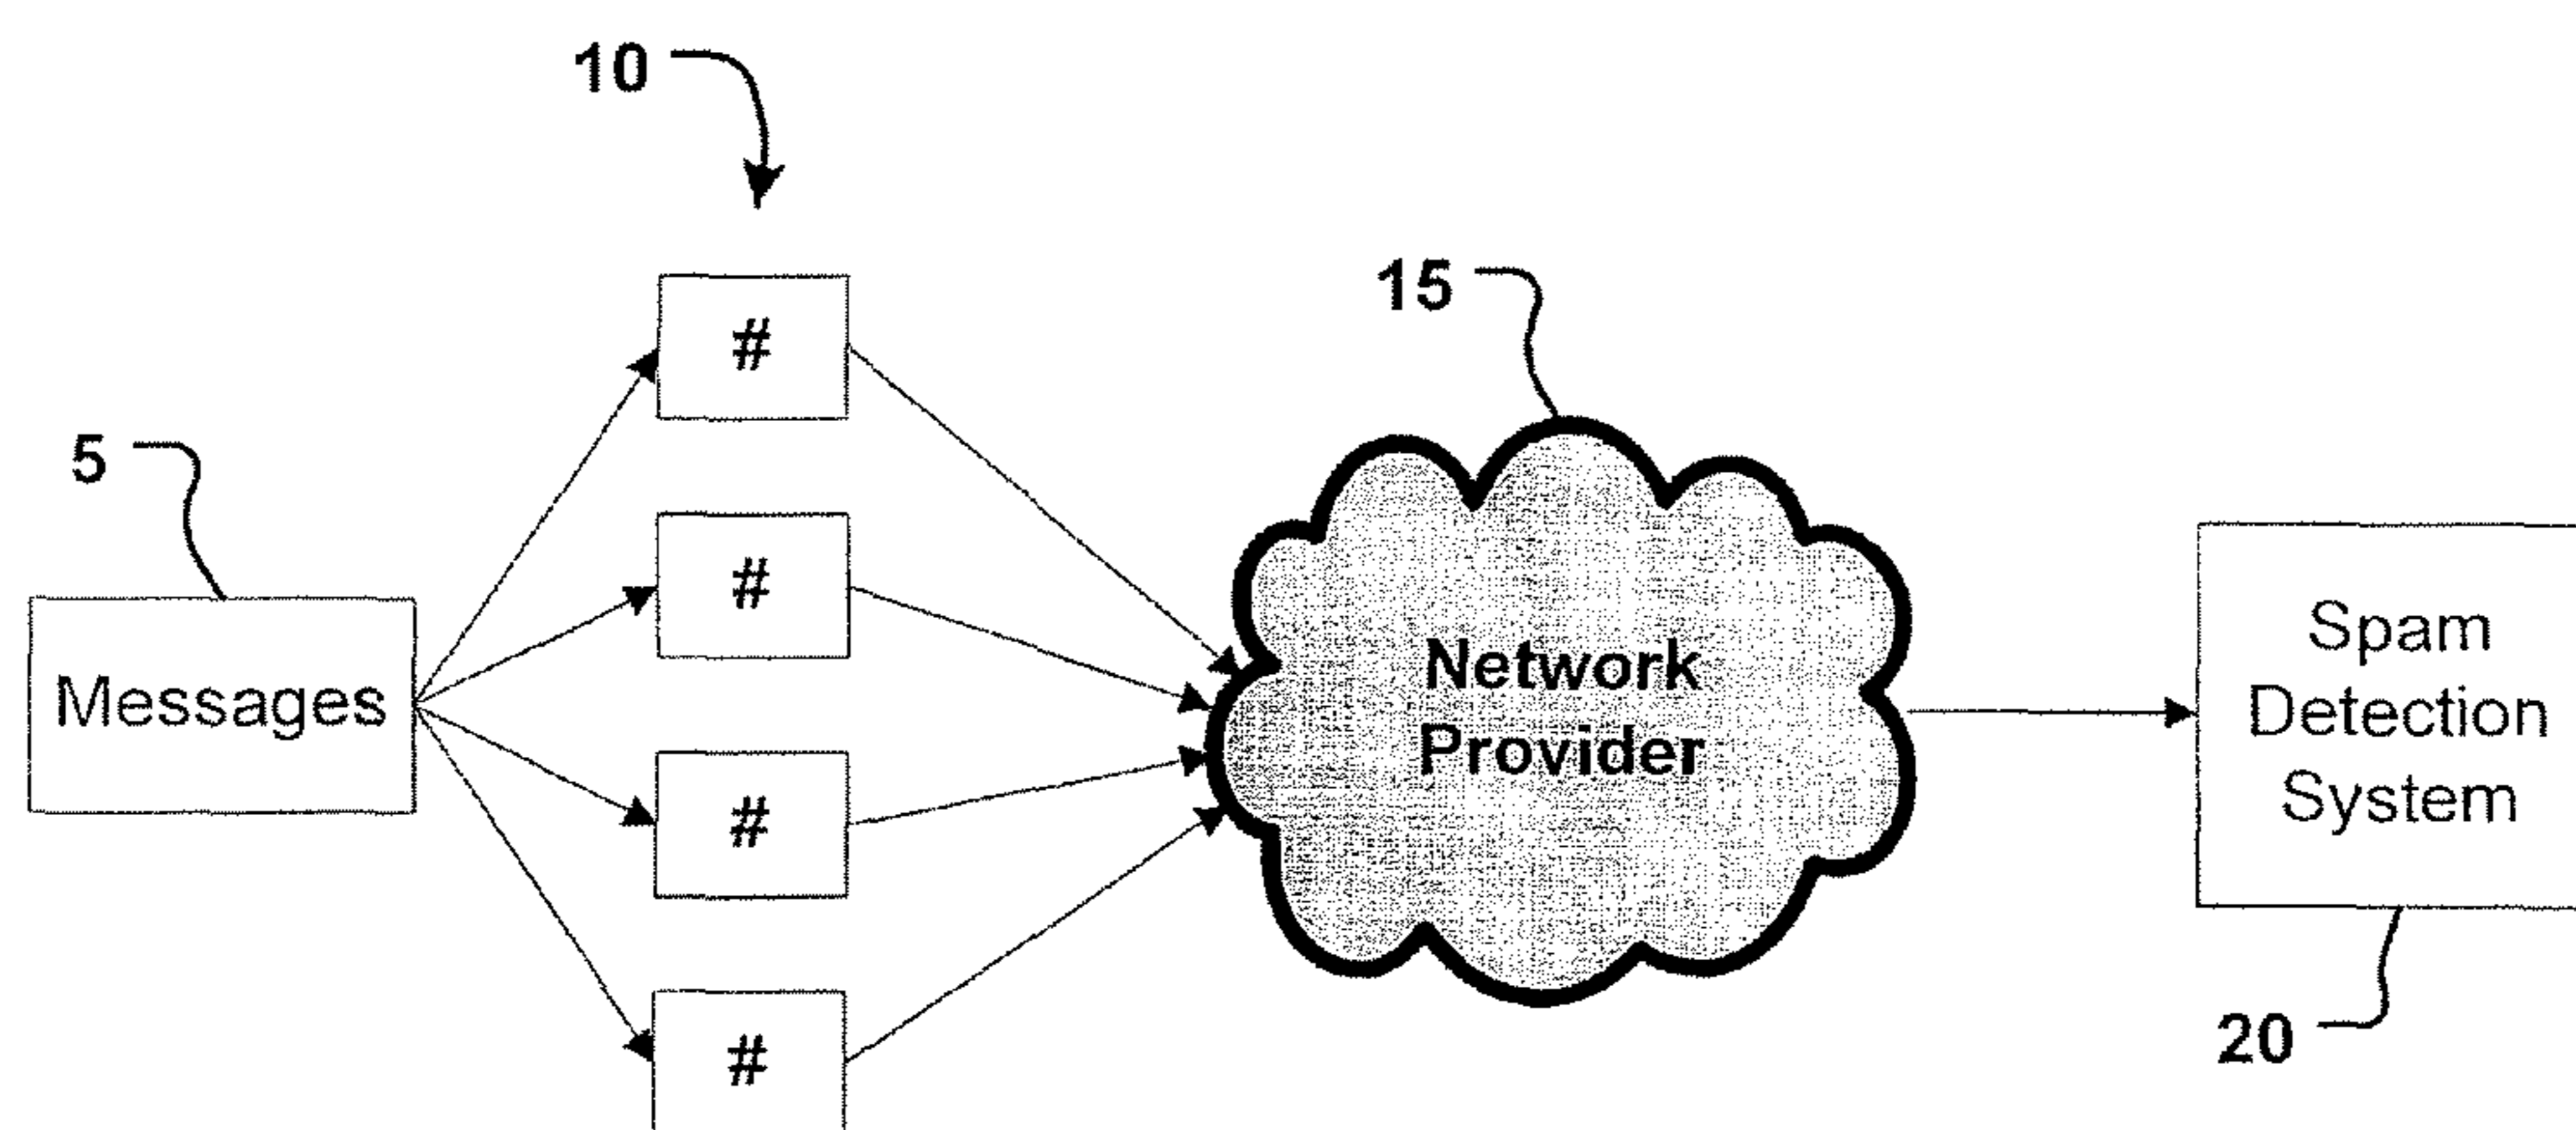 10
#
15
5
#
Messages
Network
Provider
Spam
Detection
System
#
#
20